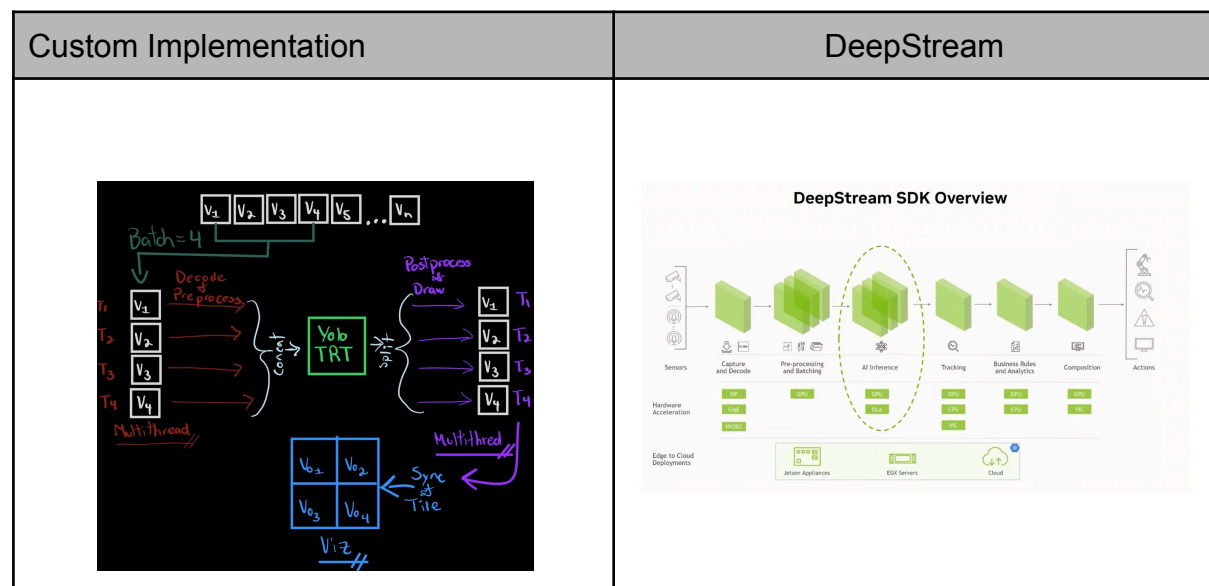 Custom Implementation
DeepStream
V1 V2 V3 V4 V5 ... Vn
Batch=4
Decode & Preprocess
T1 V1
T2 V2
T3 V3
T4 V4
Multithread
concat
Yolo TRT
split
Postprocess & Draw
V1 T1
V2 T2
V3 T3
V4 T4
Multithred
Sync & Tile
Vo1 Vo2
Vo3 Vo4
Viz
DeepStream SDK Overview
Sensors
Capture and Decode
Pre-processing and Batching
AI Inference
Tracking
Business Rules and Analytics
Composition
Actions
Hardware Acceleration
ISP
GigE
NVDEC
GPU
GPU
DLA
GPU
CPU
VIC
GPU
CPU
GPU
VIC
Edge to Cloud Deployments
Jetson Appliances
EGX Servers
Cloud